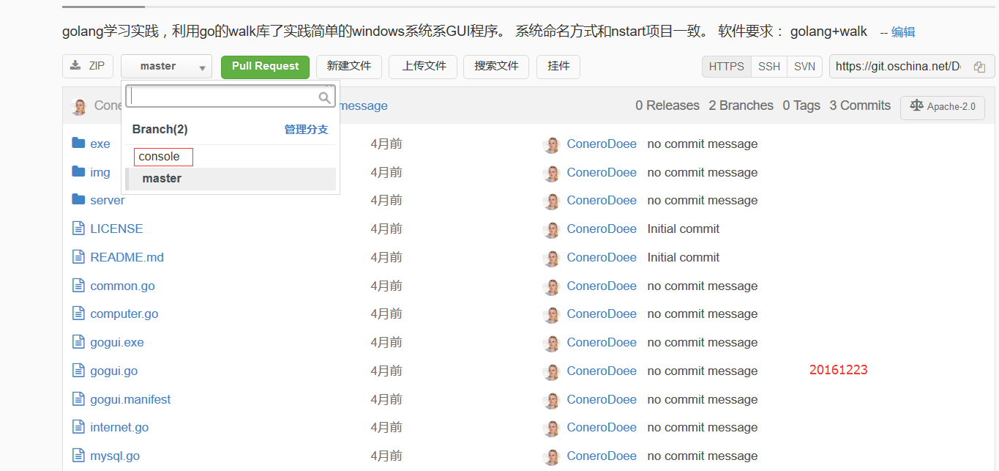 golang学习实践，利用go的walk库了实践简单的windows系统系GUI程序。 系统命名方式和nstart项目一致。 软件要求： golang+walk -- 编辑
ZIP master Pull Request 新建文件 上传文件 搜索文件 挂件 HTTPS SSH SVN https://git.oschina.net/D
Cone message 0 Releases 2 Branches 0 Tags 3 Commits Apache-2.0
Branch(2) 管理分支
console
master
exe 4月前 ConeroDoee no commit message
img 4月前 ConeroDoee no commit message
server 4月前 ConeroDoee no commit message
LICENSE 4月前 ConeroDoee Initial commit
README.md 4月前 ConeroDoee Initial commit
common.go 4月前 ConeroDoee no commit message
computer.go 4月前 ConeroDoee no commit message
gogui.exe 4月前 ConeroDoee no commit message
gogui.go 4月前 ConeroDoee no commit message 20161223
gogui.manifest 4月前 ConeroDoee no commit message
internet.go 4月前 ConeroDoee no commit message
mysql.go 4月前 ConeroDoee no commit message